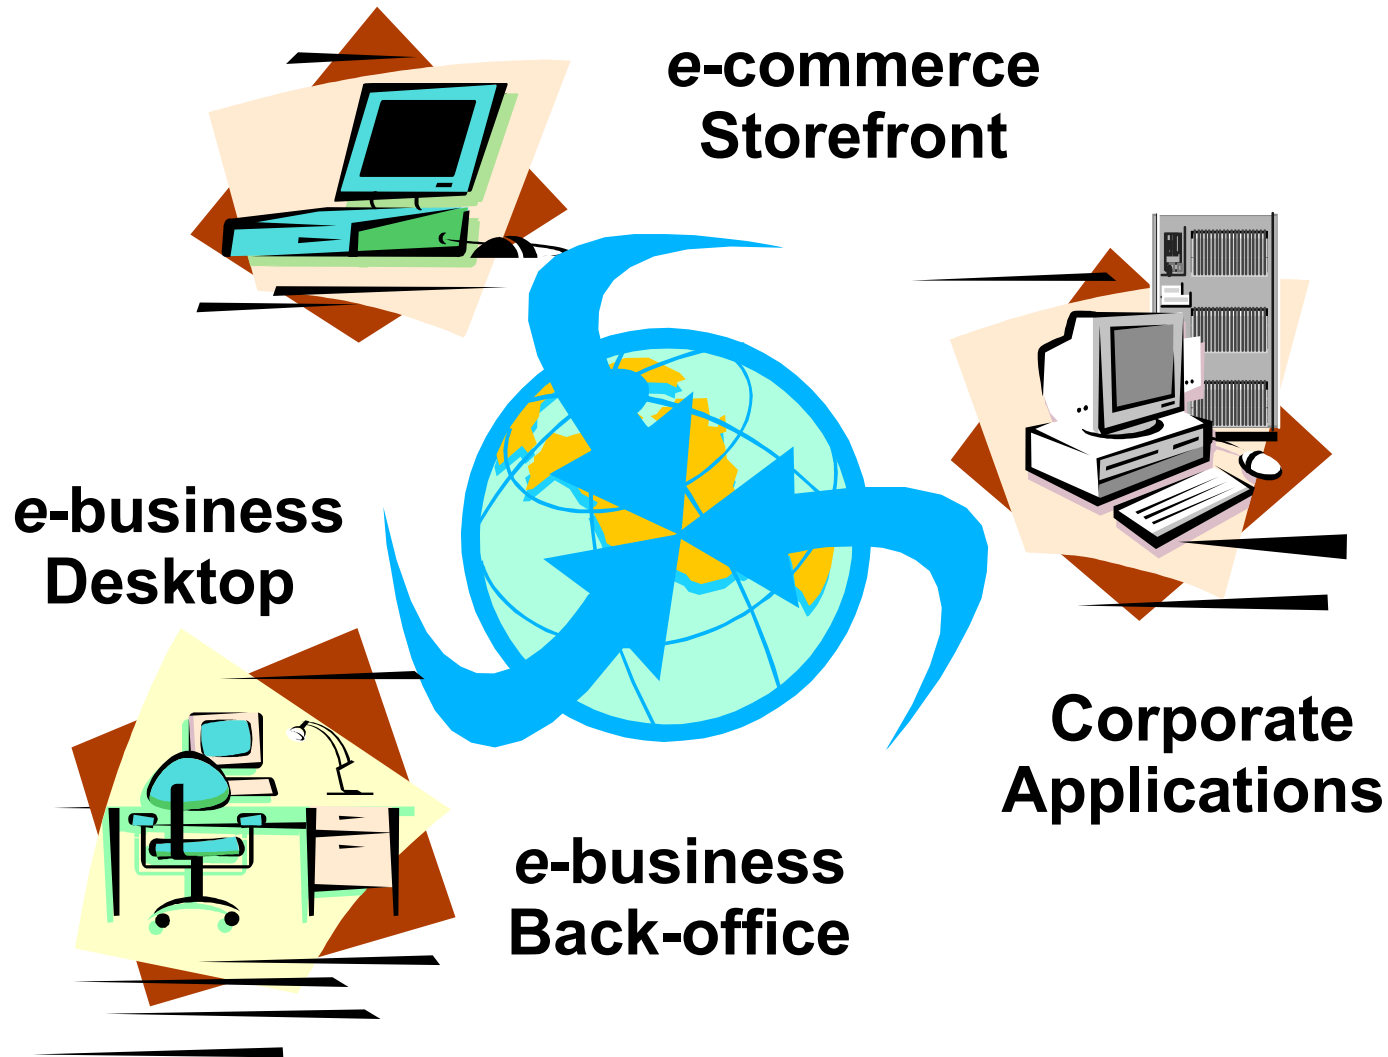 e-commerce
Storefront
e-business
Desktop
Corporate
Applications
e-business
Back-office